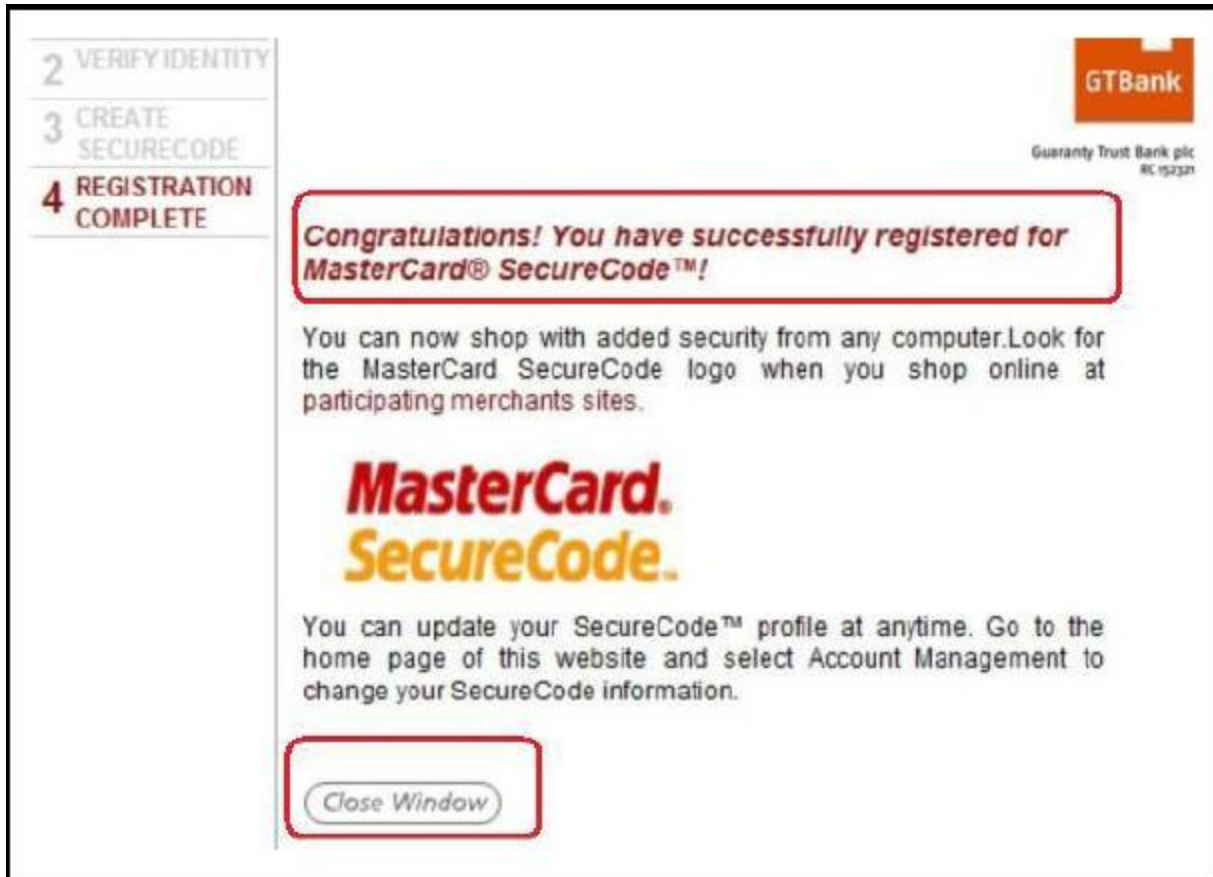 2 VERIFY IDENTITY
3 CREATE
SECURECODE
4 REGISTRATION
COMPLETE
GTBank
Guaranty Trust Bank plc
RC 152321
Congratulations! You have successfully registered for
MasterCard® SecureCode™!
You can now shop with added security from any computer.Look for
the MasterCard SecureCode logo when you shop online at
participating merchants sites.
MasterCard®
SecureCode™
You can update your SecureCode™ profile at anytime. Go to the
home page of this website and select Account Management to
change your SecureCode information.
Close Window